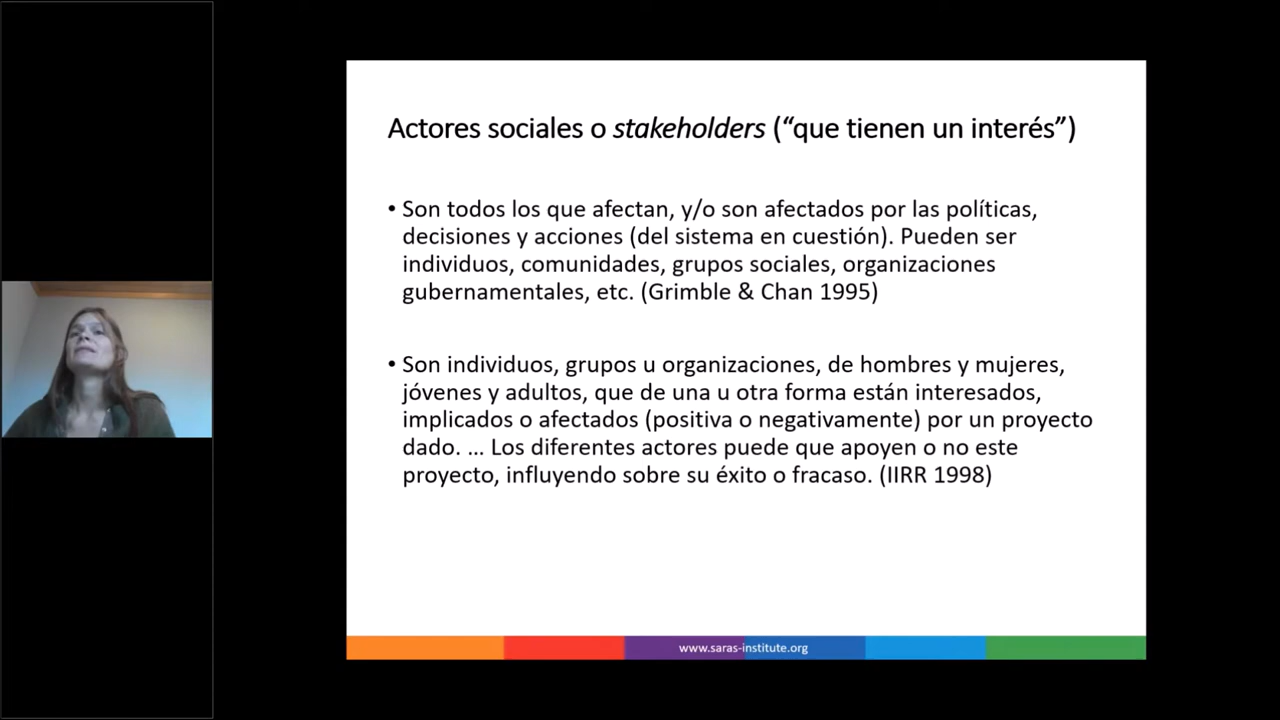 Actores sociales o stakeholders (“que tienen un interés”)
• Son todos los que afectan, y/o son afectados por las políticas,
decisiones y acciones (del sistema en cuestión). Pueden ser
individuos, comunidades, grupos sociales, organizaciones
gubernamentales, etc. (Grimble & Chan 1995)
• Son individuos, grupos u organizaciones, de hombres y mujeres,
jóvenes y adultos, que de una u otra forma están interesados,
implicados o afectados (positiva o negativamente) por un proyecto
dado. … Los diferentes actores puede que apoyen o no este
proyecto, influyendo sobre su éxito o fracaso. (IIRR 1998)
www.saras-institute.org